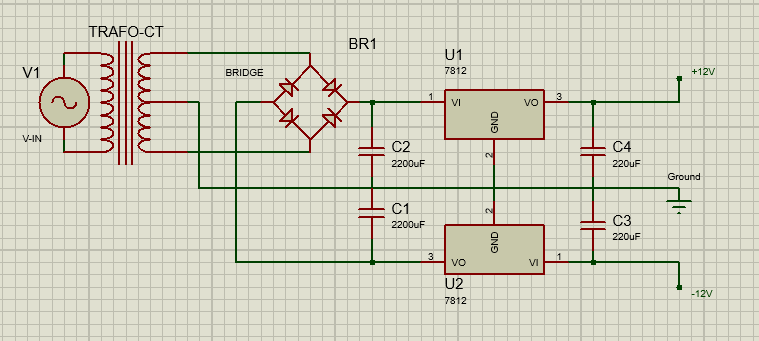 TRAFO-CT
V1
V-IN
BRIDGE
BR1
U1
7812
1
VI
VO
3
GND
2
+12V
C2
2200uF
C4
220uF
Ground
C1
2200uF
2
GND
C3
220uF
3
VO
VI
1
U2
7812
-12V